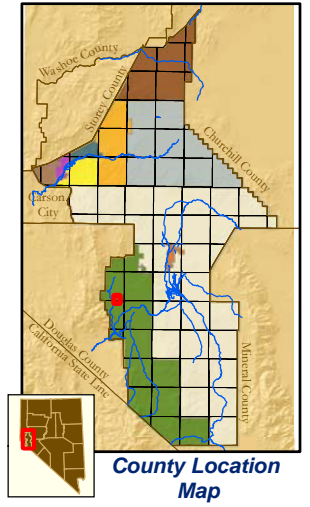 Washoe County
Storey County
Churchill County
Carson
City
Douglas County
California State Line
Mineral County
County Location
Map